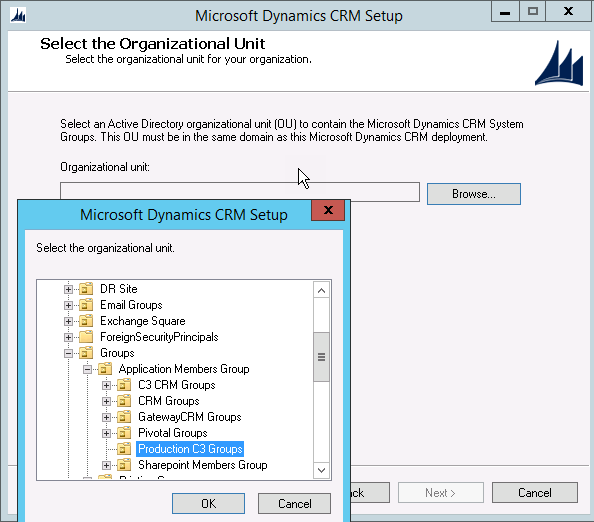 Microsoft Dynamics CRM Setup
Select the Organizational Unit
Select the organizational unit for your organization.
Select an Active Directory organizational unit (OU) to contain the Microsoft Dynamics CRM System
Groups. This OU must be in the same domain as this Microsoft Dynamics CRM deployment.
Organizational unit:
Browse...
Microsoft Dynamics CRM Setup
Select the organizational unit.
DR Site
Email Groups
Exchange Square
ForeignSecurityPrincipals
Groups
Application Members Group
C3 CRM Groups
CRM Groups
GatewayCRM Groups
Pivotal Groups
Production C3 Groups
Sharepoint Members Group
OK
Cancel
ck
Next >
Cancel